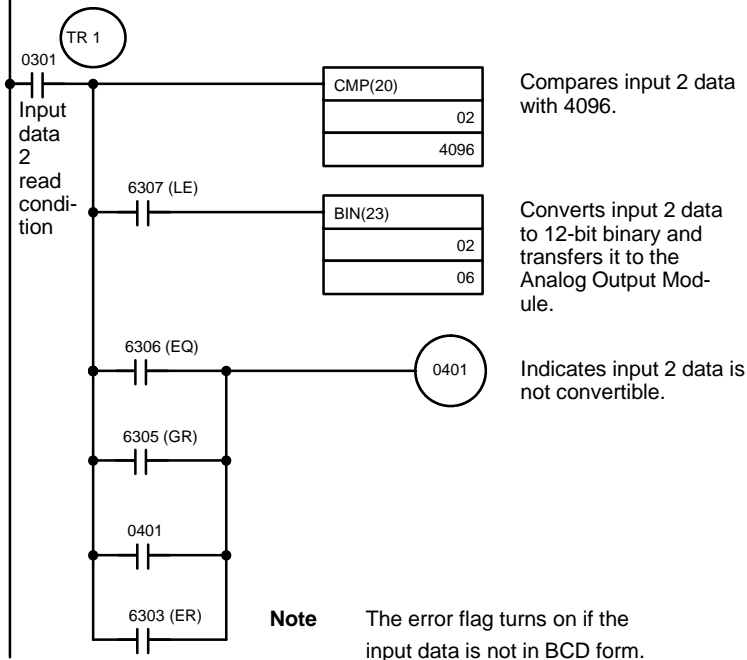 TR 1
0301
Input
data
2
read
condi-
tion
CMP(20)
02
4096
Compares input 2 data
with 4096.
6307 (LE)
BIN(23)
02
06
Converts input 2 data
to 12-bit binary and
transfers it to the
Analog Output Mod-
ule.
6306 (EQ)
0401
Indicates input 2 data is
not convertible.
6305 (GR)
0401
6303 (ER)
Note The error flag turns on if the
input data is not in BCD form.